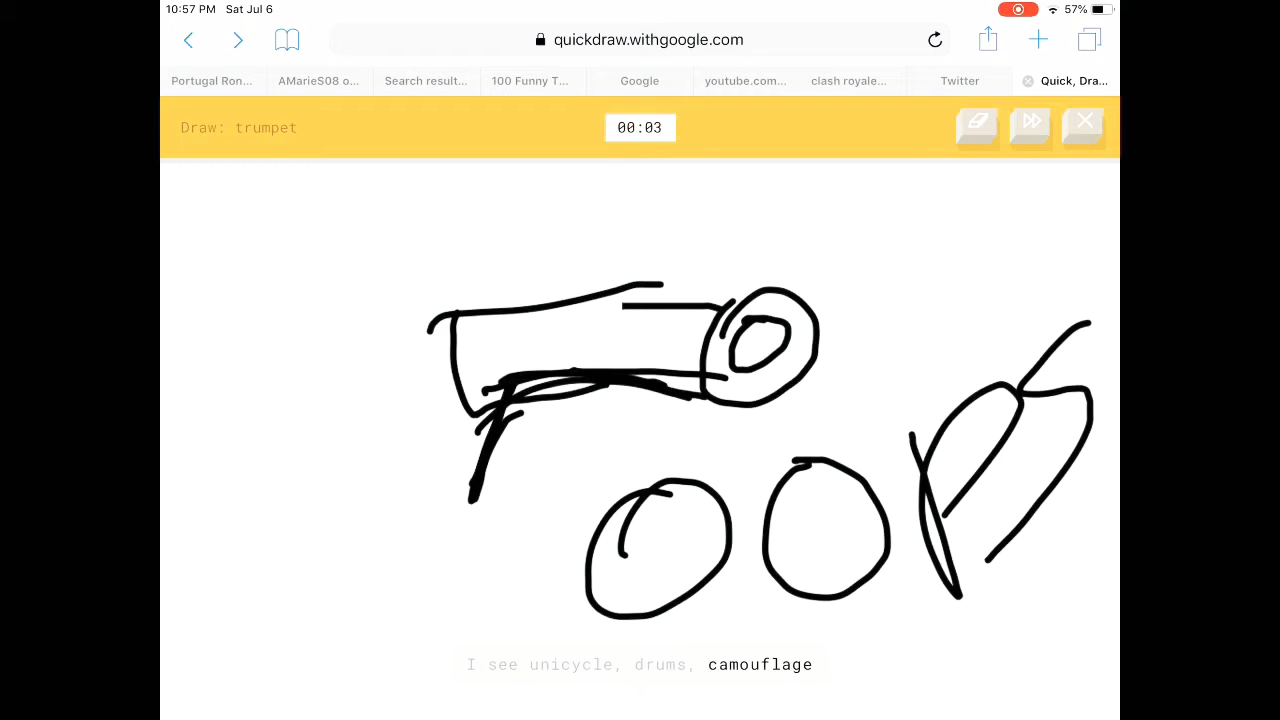 10:57 PM Sat Jul 6 57%
quickdraw.withgoogle.com
Portugal Ron... AMarieS08 o... Search result... 100 Funny T... Google youtube.com... clash royale... Twitter Quick, Dra...
Draw: trumpet 00:03
I see unicycle, drums, camouflage